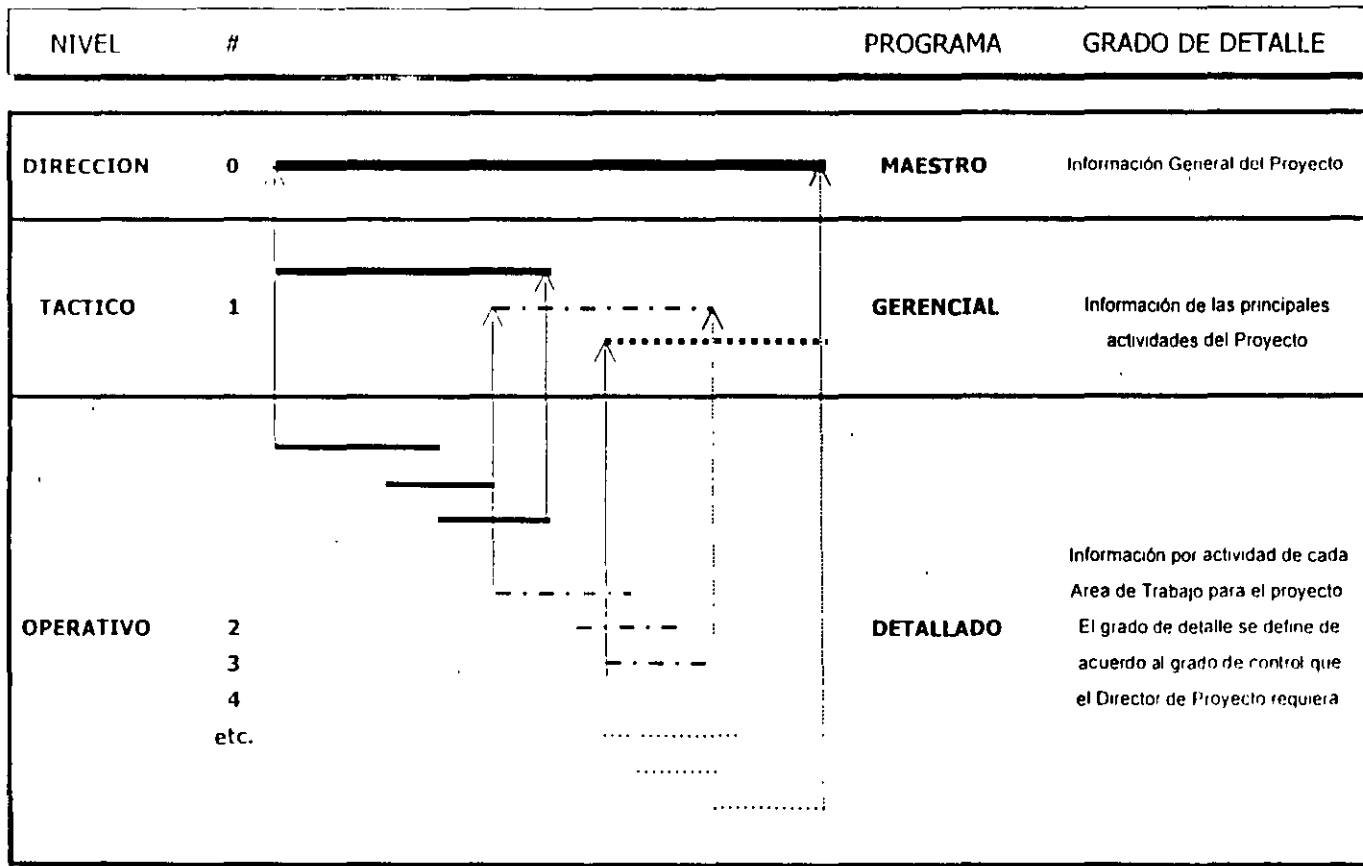 NIVEL # PROGRAMA GRADO DE DETALLE
DIRECCION 0 MAESTRO Información General del Proyecto
TACTICO 1 GERENCIAL Información de las principales
actividades del Proyecto
Información por actividad de cada
Area de Trabajo para el proyecto
OPERATIVO 2 DETALLADO El grado de detalle se define de
3 acuerdo al grado de control que
4 el Director de Proyecto requiera
etc.